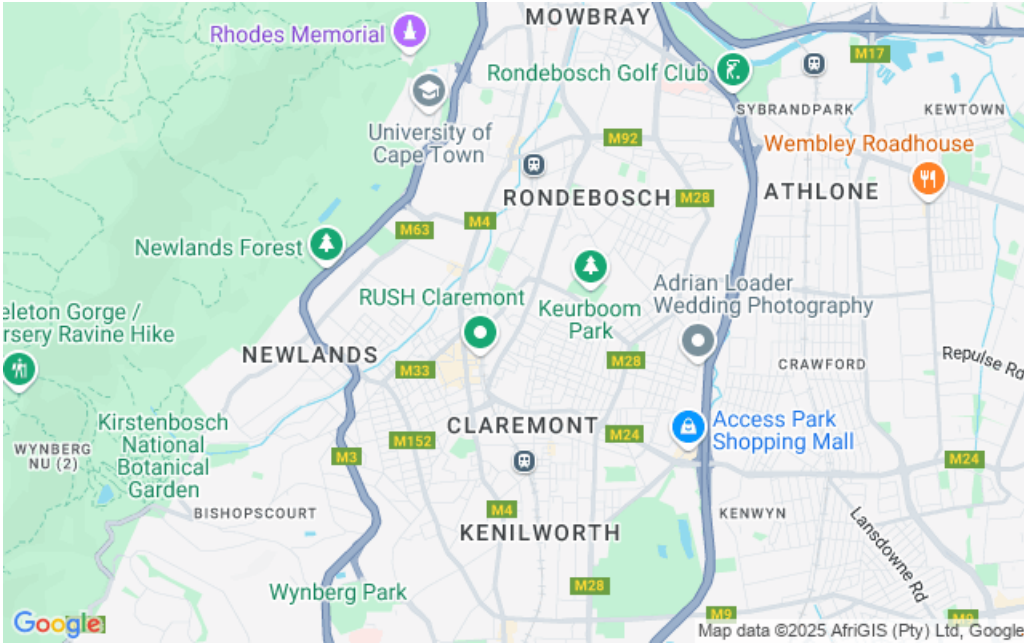 MOWBRAY
Rhodes Memorial
M17
Rondebosch Golf Club
SYBRANDPARK
KEWTOWN
University of
Cape Town
M92
Wembley Roadhouse
RONDEBOSCH
M28
ATHLONE
M4
M63
Newlands Forest
Adrian Loader
Wedding Photography
RUSH Claremont
Keurboom
Park
eleton Gorge /
rsery Ravine Hike
NEWLANDS
M28
CRAWFORD
Repulse Rd
M33
Kirstenbosch
National
Botanical
Garden
CLAREMONT
Access Park
Shopping Mall
M24
M152
WYNBERG
NU (2)
M3
M24
BISHOPSCOURT
M4
KENWYN
KENILWORTH
Lansdowne Rd
Wynberg Park
M28
M9
M9
Google
Map data ©2025 AfriGIS (Pty) Ltd, Google